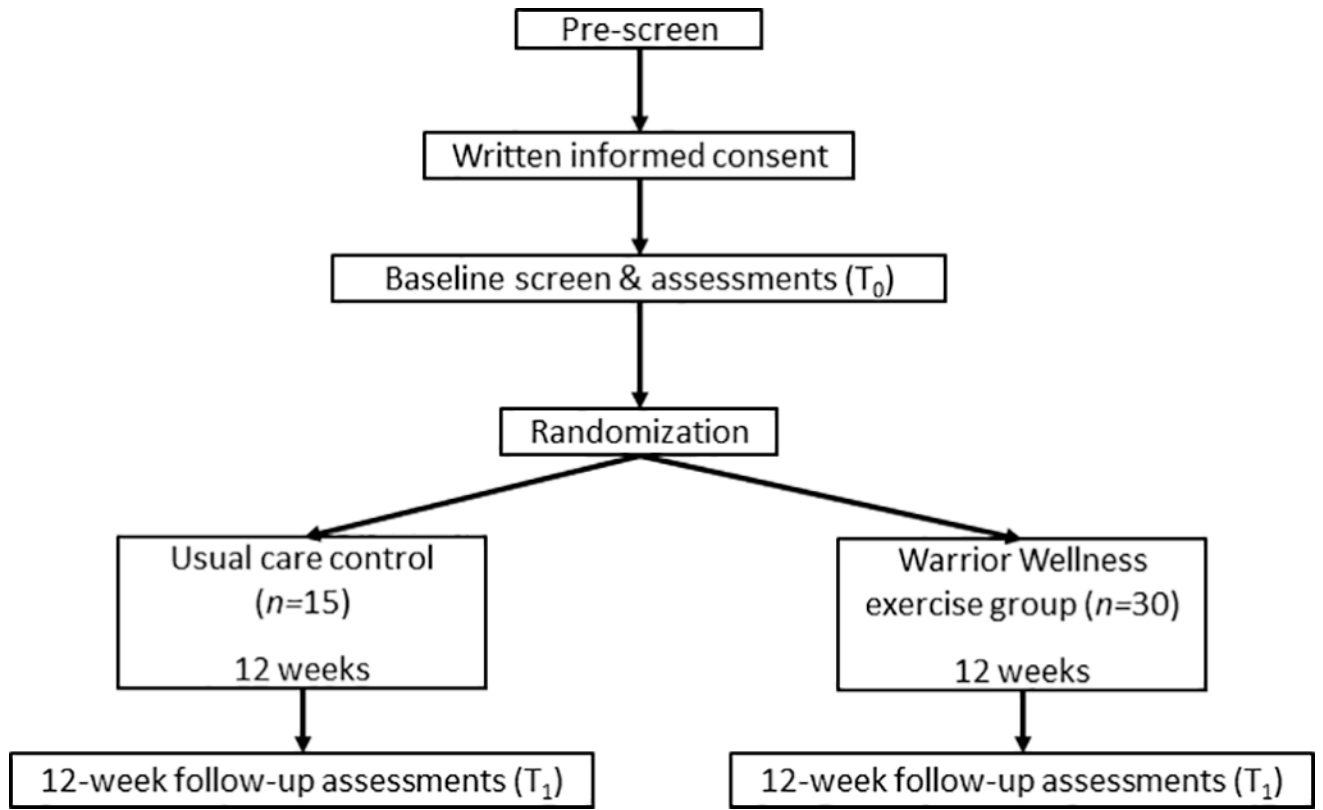 Pre-screen
Written informed consent
Baseline screen & assessments (T₀)
Randomization
Usual care control
(n=15)
12 weeks
Warrior Wellness
exercise group (n=30)
12 weeks
12-week follow-up assessments (T₁)
12-week follow-up assessments (T₁)